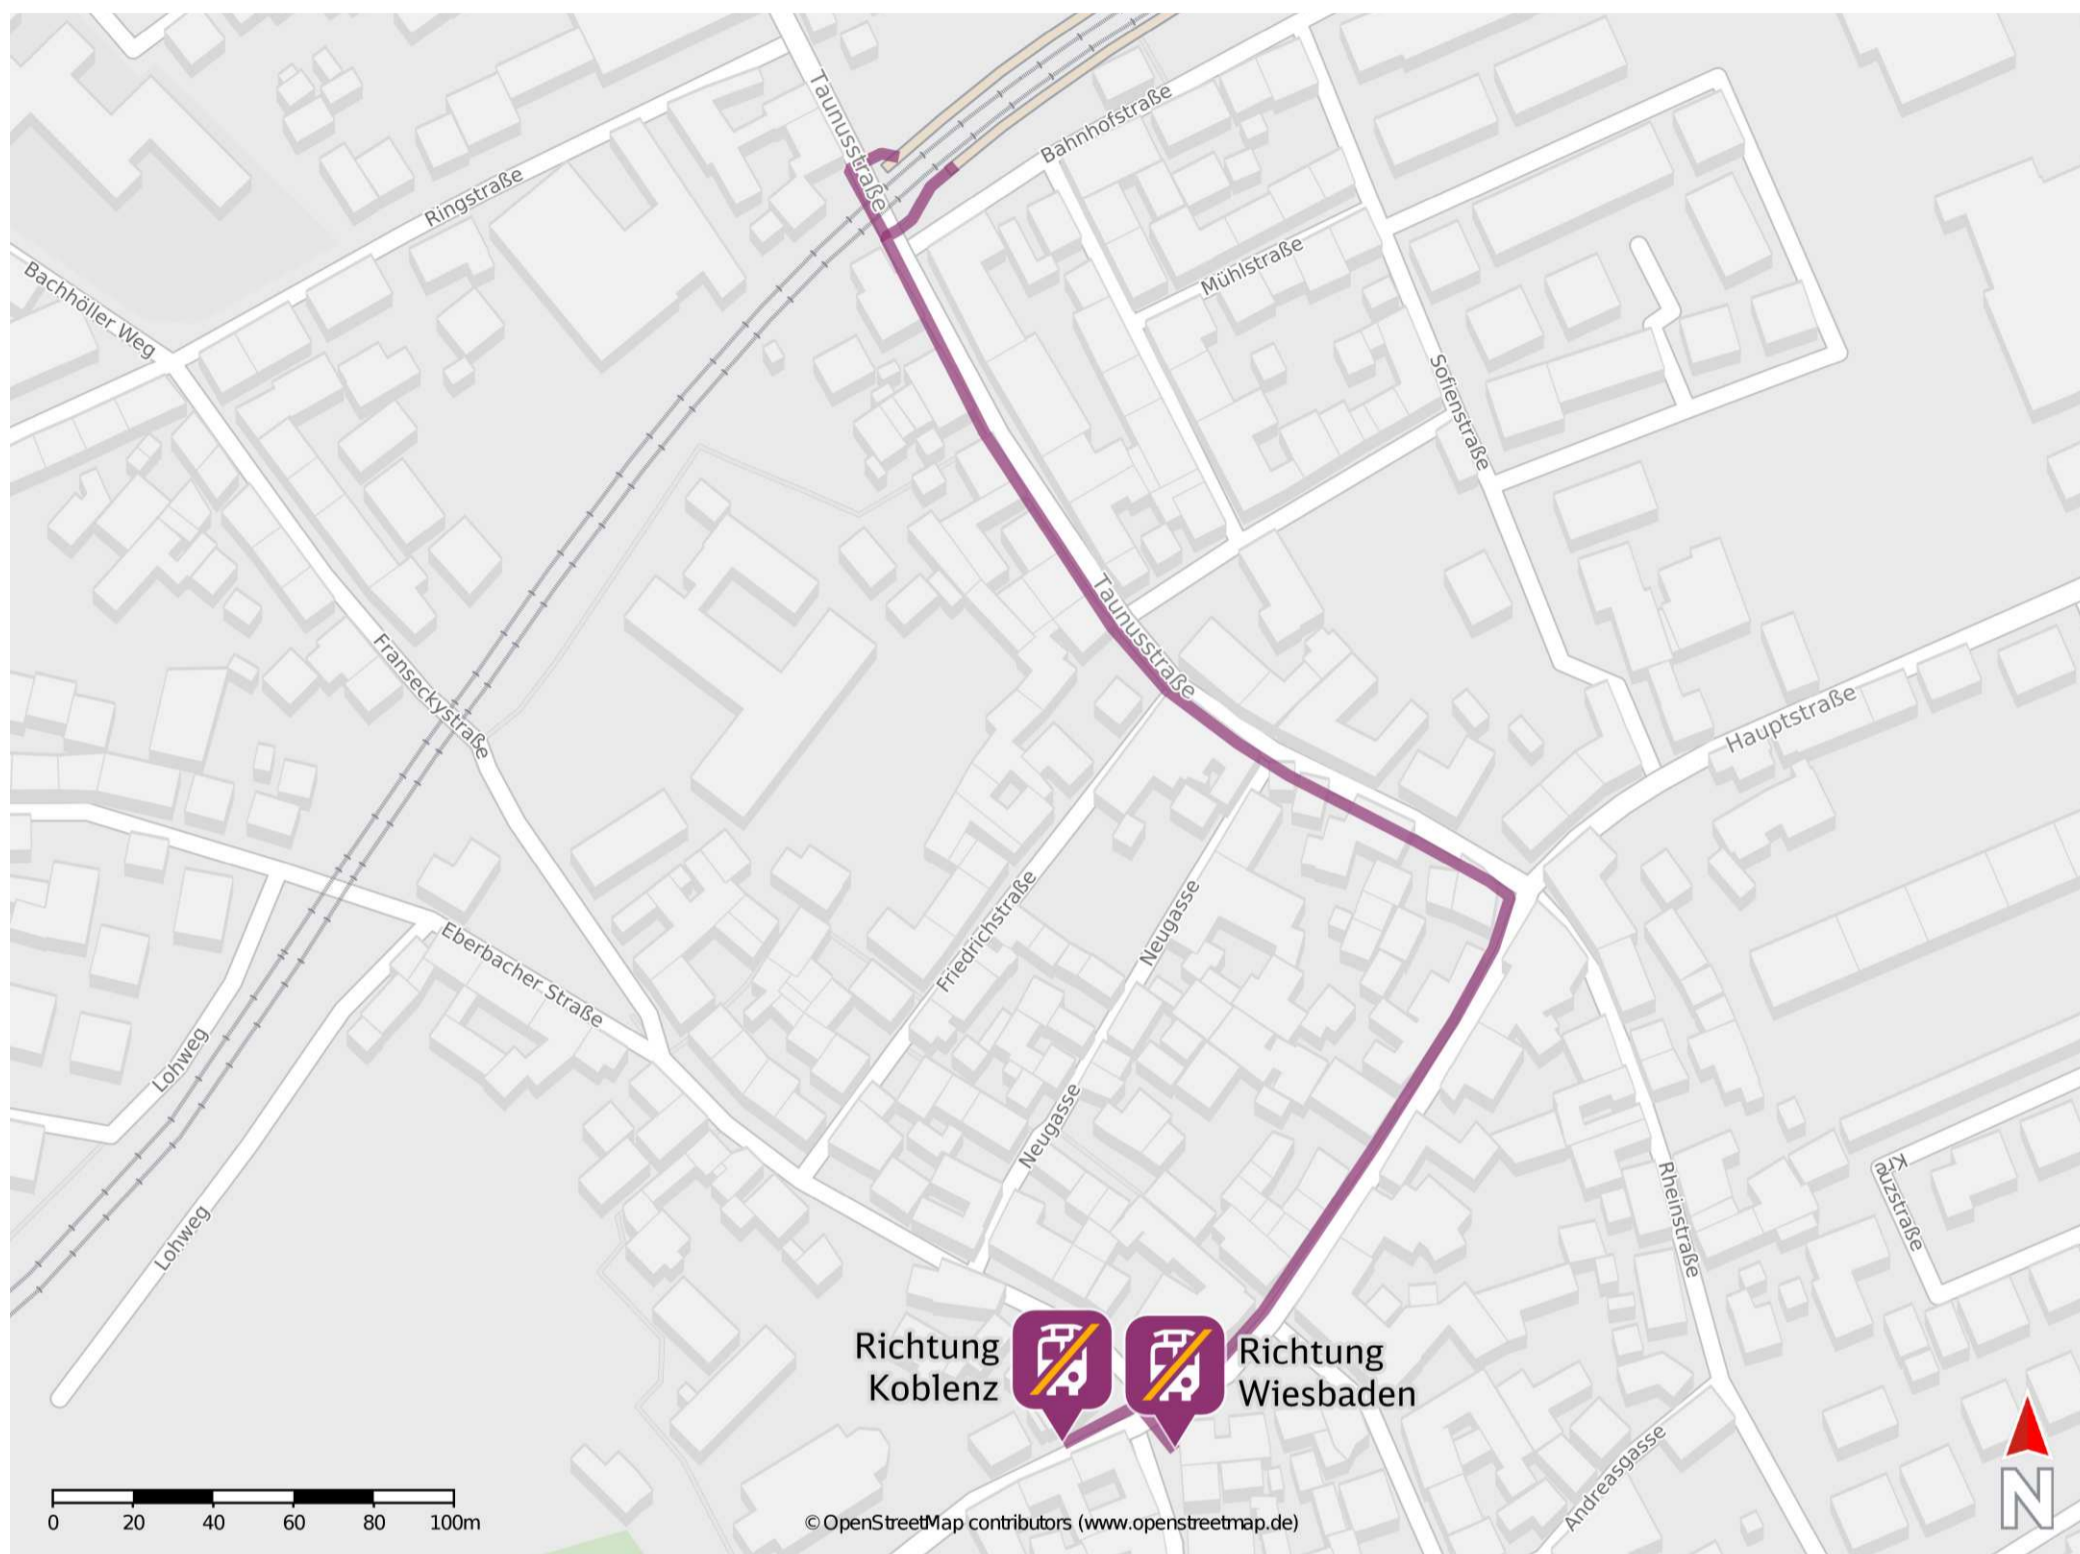 Taunusstraße
Bahnhofstraße
Ringstraße
Mühlstraße
Bachhöller Weg
Sofienstraße
Taunusstraße
Franseckystraße
Hauptstraße
Friedrichstraße
Neugasse
Eberbacher Straße
Lohweg
Neugasse
Kreuzstraße
Rheinstraße
Lohweg
Richtung
Koblenz
Richtung
Wiesbaden
Andreasgasse
N
0 20 40 60 80 100m
© OpenStreetMap contributors (www.openstreetmap.de)